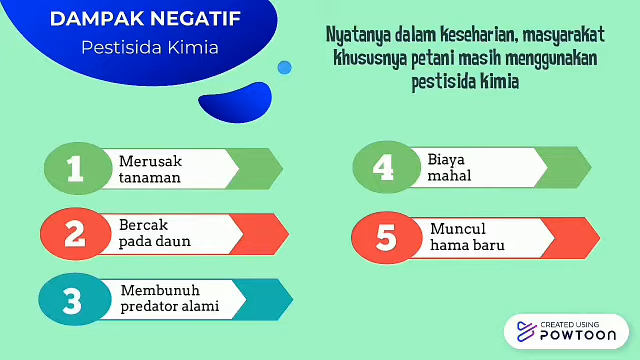 DAMPAK NEGATIF
Pestisida Kimia
Nyatanya dalam keseharian, masyarakat
khususnya petani masih menggunakan
pestisida kimia
1
Merusak
tanaman
2
Bercak
pada daun
3
Membunuh
predator alami
4
Biaya
mahal
5
Muncul
hama baru
CREATED USING
POWTOON